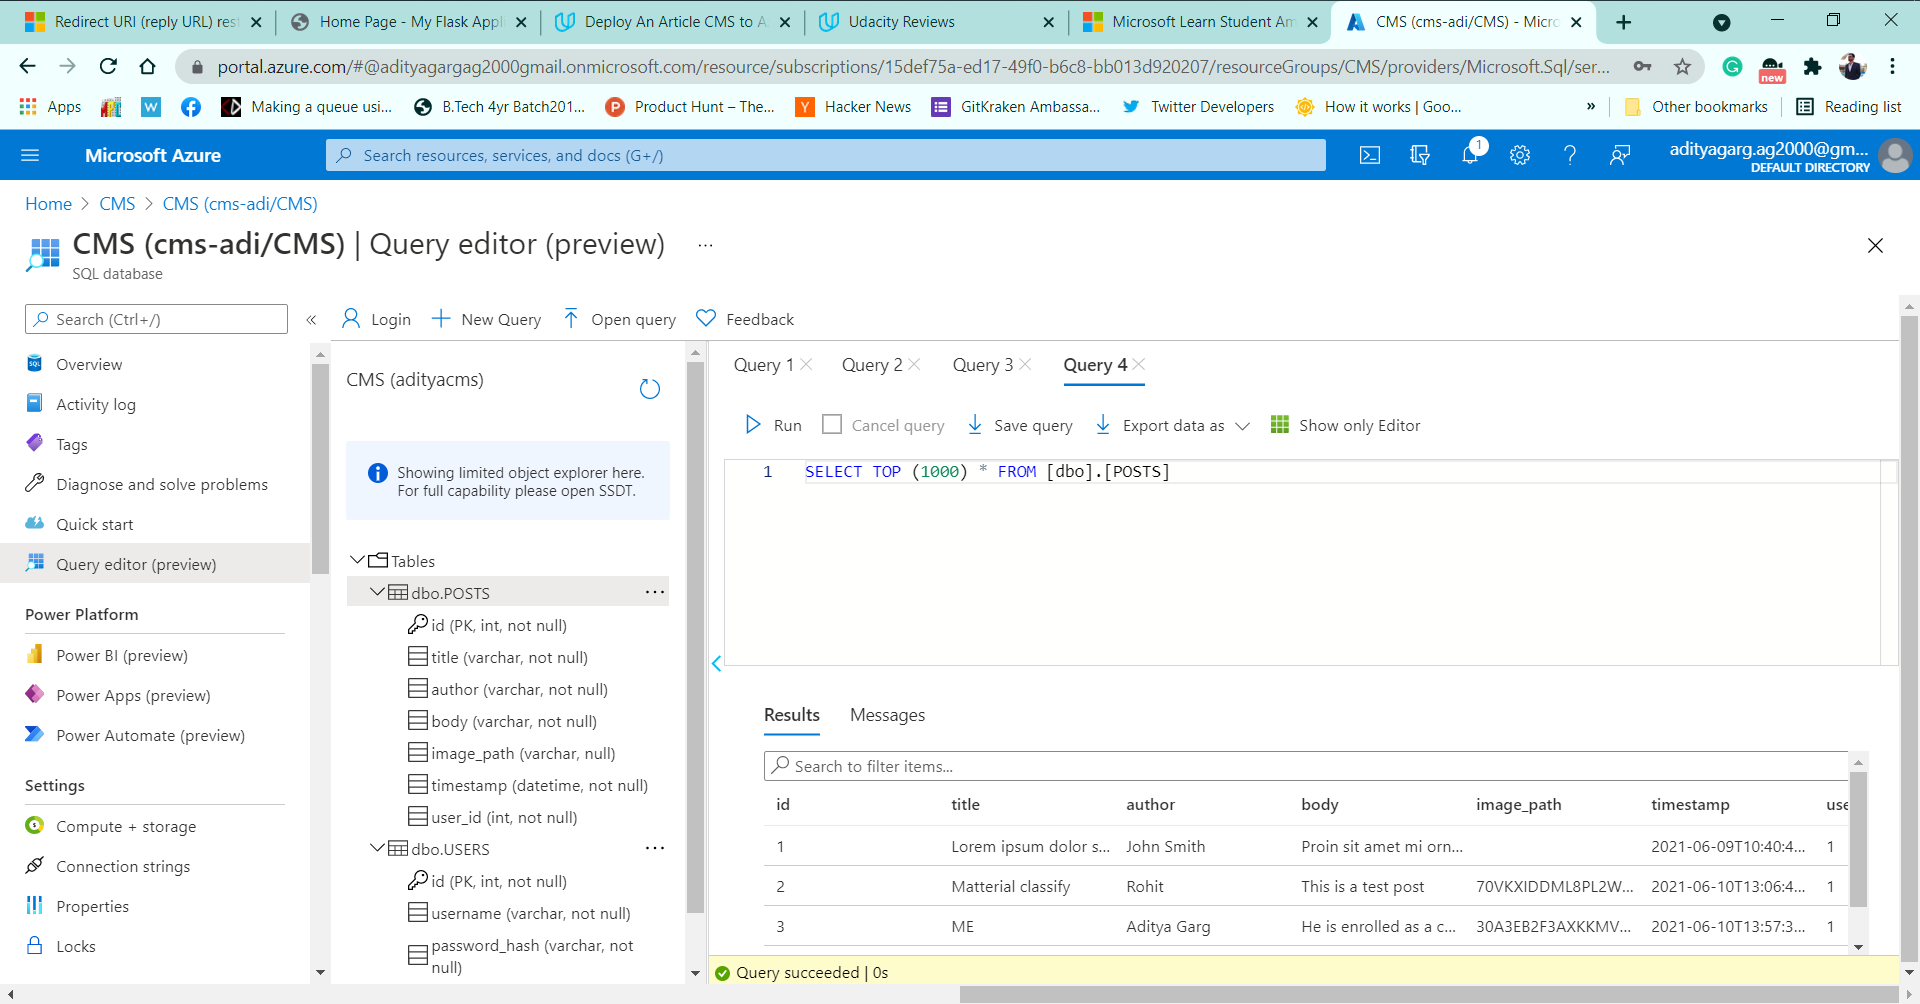 Redirect URI (reply URL) rest
Home Page - My Flask Appli
Deploy An Article CMS to A
Udacity Reviews
Microsoft Learn Student Am
CMS (cms-adi/CMS) - Micro
portal.azure.com/#@adityagargag2000gmail.onmicrosoft.com/resource/subscriptions/15def75a-ed17-49f0-b6c8-bb013d920207/resourceGroups/CMS/providers/Microsoft.Sql/ser...
new
Apps
Making a queue usi...
B.Tech 4yr Batch201...
Product Hunt – The...
Hacker News
GitKraken Ambassa...
Twitter Developers
How it works | Goo...
»
Other bookmarks
Reading list
Microsoft Azure
Search resources, services, and docs (G+/)
1
adityagarg.ag2000@gm...
DEFAULT DIRECTORY
Home > CMS > CMS (cms-adi/CMS)
CMS (cms-adi/CMS) | Query editor (preview) ...
SQL database
Search (Ctrl+/)
«
Login
New Query
Open query
Feedback
Overview
Activity log
Tags
Diagnose and solve problems
Quick start
Query editor (preview)
Power Platform
Power BI (preview)
Power Apps (preview)
Power Automate (preview)
Settings
Compute + storage
Connection strings
Properties
Locks
CMS (adityacms)
Showing limited object explorer here.
For full capability please open SSDT.
Tables
dbo.POSTS ...
id (PK, int, not null)
title (varchar, not null)
author (varchar, not null)
body (varchar, not null)
image_path (varchar, null)
timestamp (datetime, not null)
user_id (int, not null)
dbo.USERS ...
id (PK, int, not null)
username (varchar, not null)
password_hash (varchar, not
null)
Query 1
Query 2
Query 3
Query 4
Run
Cancel query
Save query
Export data as
Show only Editor
1 SELECT TOP (1000) * FROM [dbo].[POSTS]
Results
Messages
Search to filter items...
id title author body image_path timestamp use
1 Lorem ipsum dolor s... John Smith Proin sit amet mi orn... 2021-06-09T10:40:4... 1
2 Matterial classify Rohit This is a test post 70VKXIDDML8PL2W... 2021-06-10T13:06:4... 1
3 ME Aditya Garg He is enrolled as a c... 30A3EB2F3AXKKMV... 2021-06-10T13:57:3... 1
Query succeeded | 0s